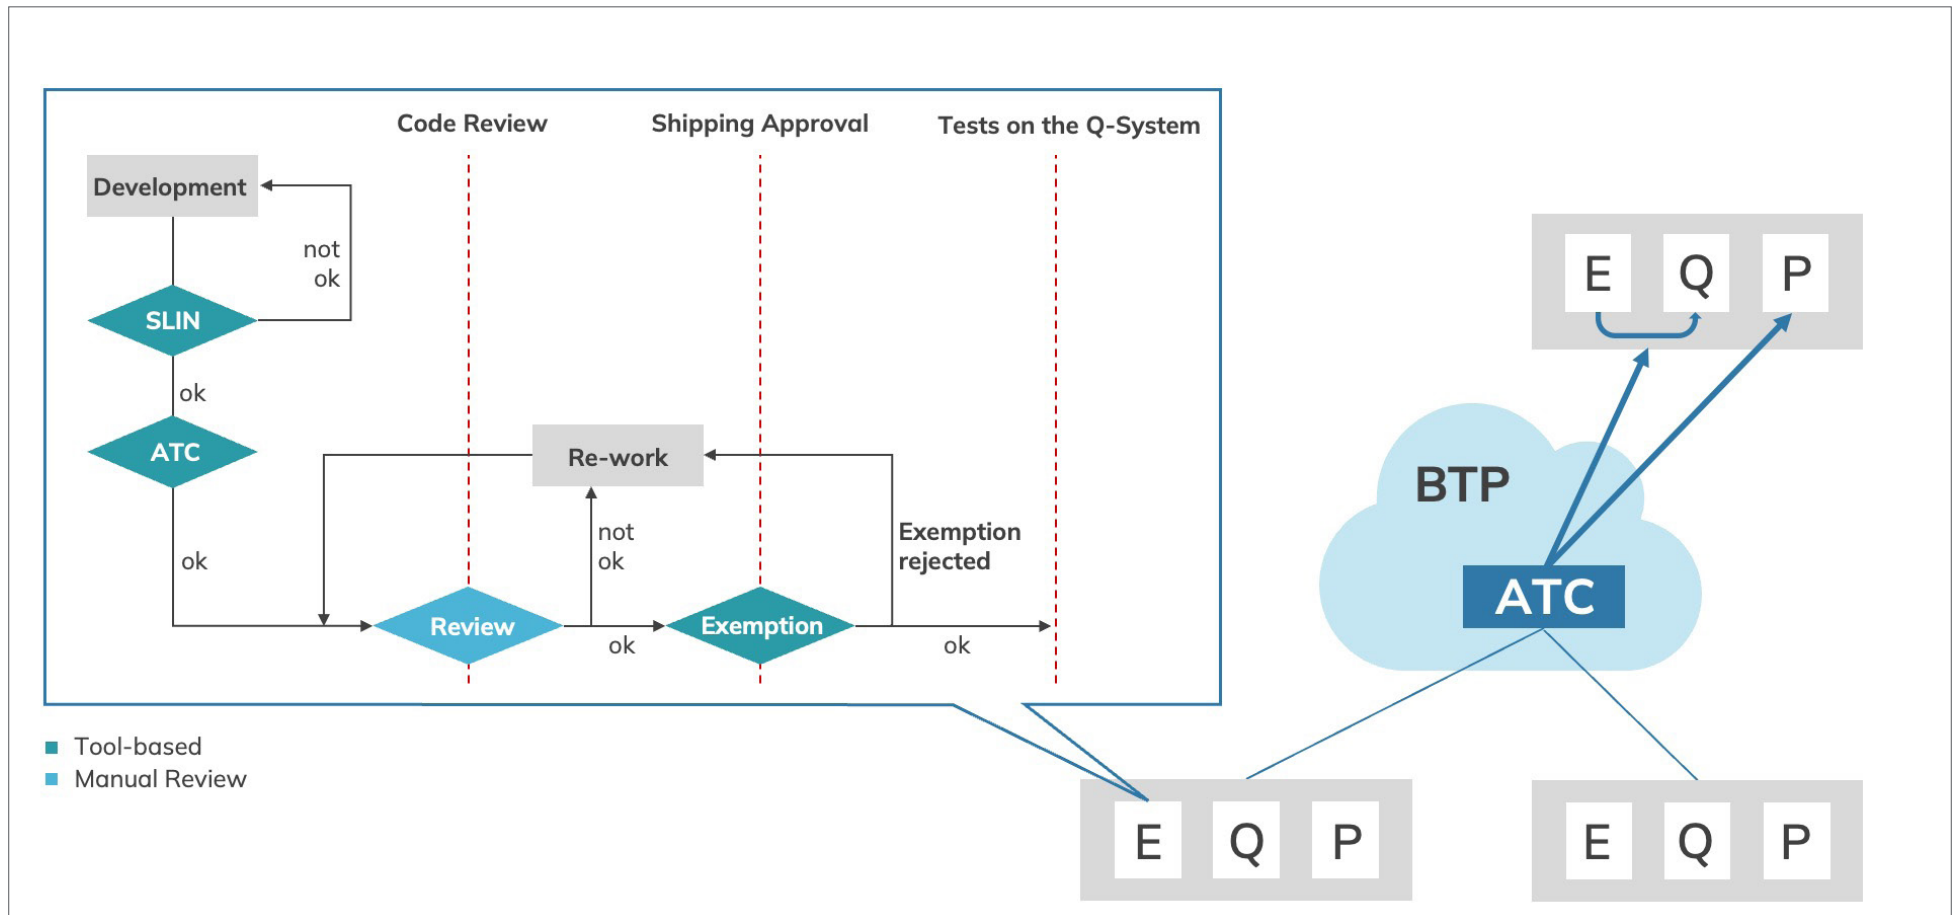 Code Review
Shipping Approval
Tests on the Q-System
Development
not
ok
SLIN
ok
ATC
ok
Re-work
not
ok
Exemption
rejected
Review
ok
Exemption
ok
Tool-based
Manual Review
E Q P
BTP
ATC
E Q P
E Q P